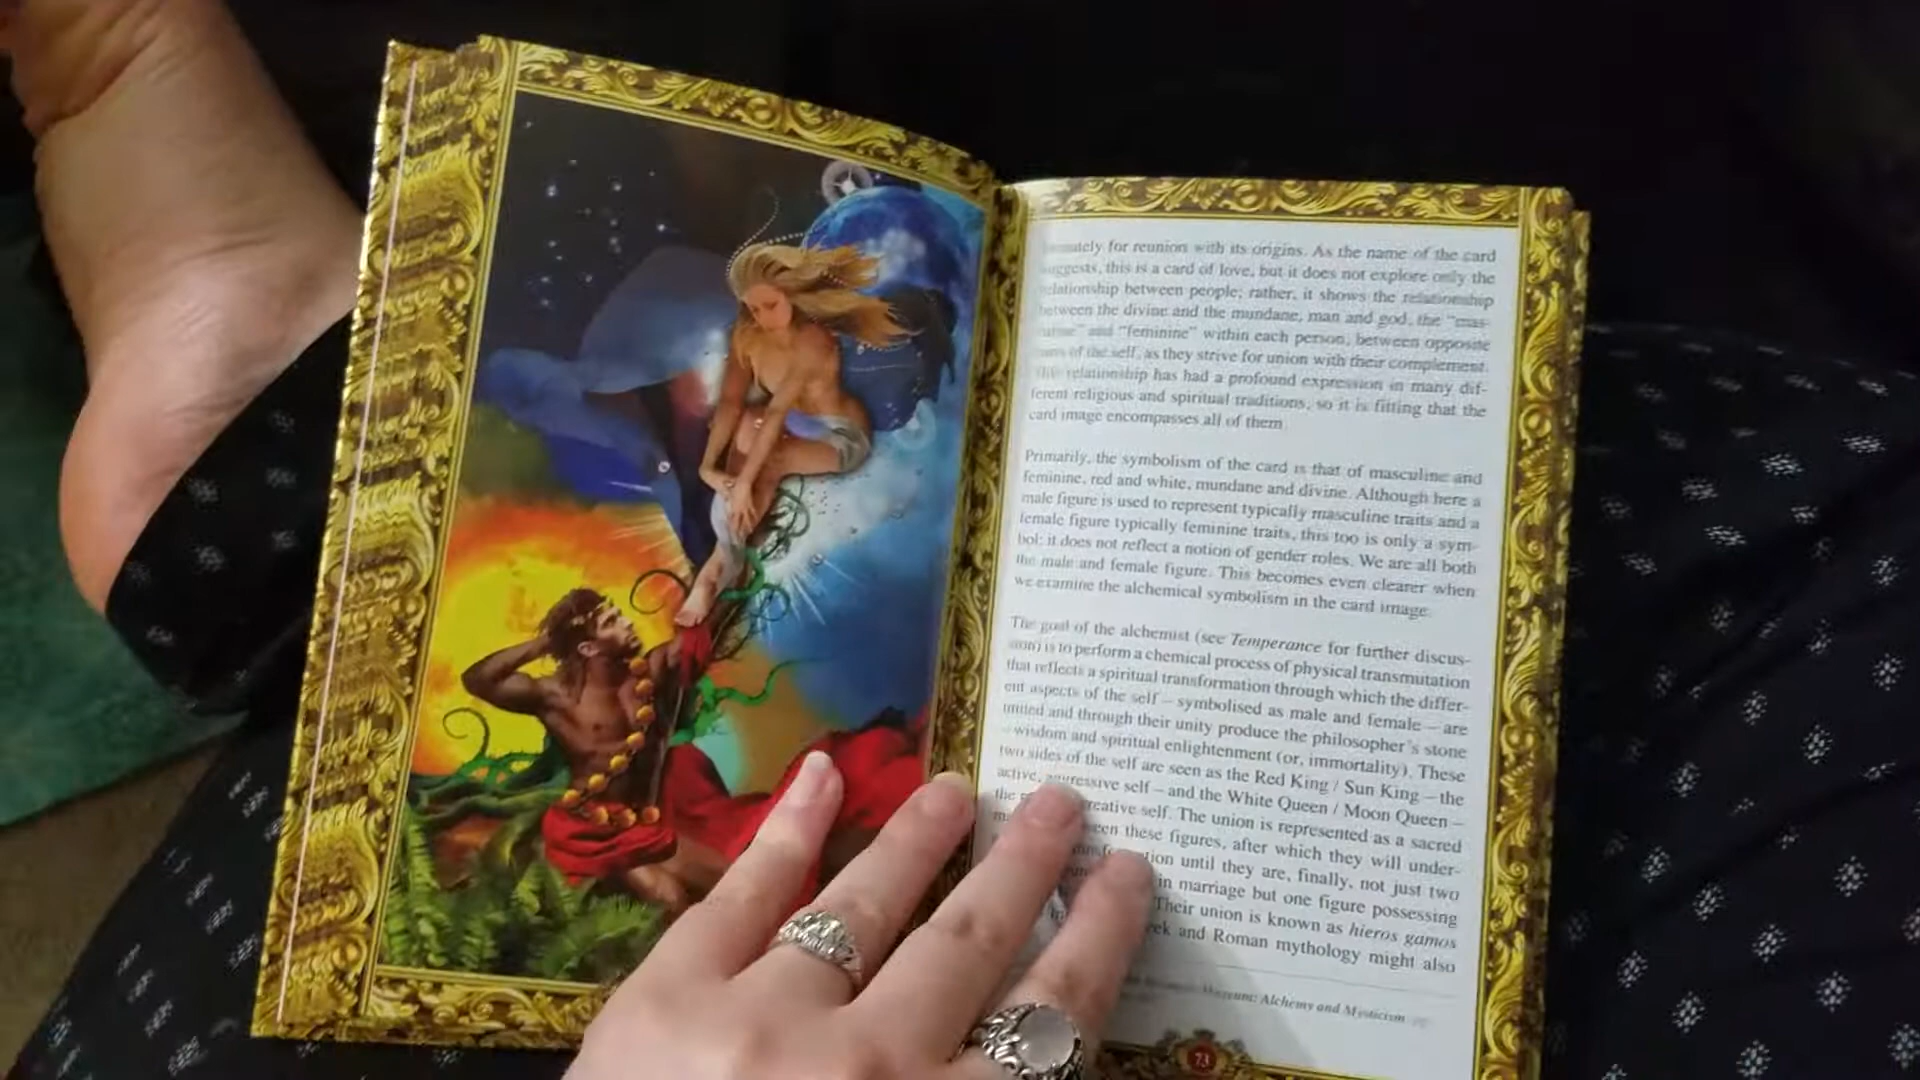 for reunion with its origins. As the name of the card
suggests, this is a card of love, but it does not explore only the
relationship between people; rather, it shows the relationship
between the divine and the mundane, man and god, the "mas-
and "feminine" within each person, between opposite
of the self, as they strive for union with their complement.
relationship has had a profound expression in many dif-
ferent religious and spiritual traditions, so it is fitting that the
card image encompasses all of them
Primarily, the symbolism of the card is that of masculine and
feminine, red and white, mundane and divine. Although here a
male figure is used to represent typically masculine traits and a
female figure typically feminine traits, this too is only a sym-
bol: it does not reflect a notion of gender roles. We are all both
the male and female figure. This becomes even clearer when
we examine the alchemical symbolism in the card image.
The goal of the alchemist (see Temperance for further discus-
sion) is to perform a chemical process of physical transmutation
that reflects a spiritual transformation through which the differ-
ent aspects of the self – symbolised as male and female – are
united and through their unity produce the philosopher's stone
– wisdom and spiritual enlightenment (or, immortality). These
two sides of the self are seen as the Red King / Sun King – the
active, aggressive self – and the White Queen / Moon Queen –
the creative self. The union is represented as a sacred
these figures, after which they will under-
until they are, finally, not just two
in marriage but one figure possessing
Their union is known as hieros gamos
and Roman mythology might also
Museum: Alchemy and Mysticism
73